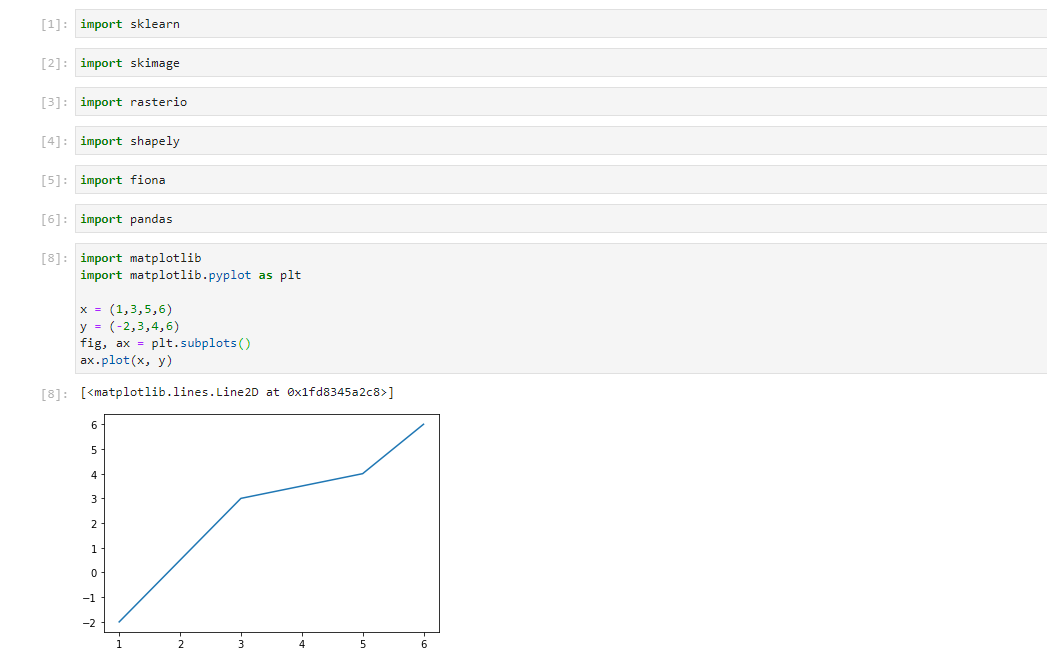 [1]: import sklearn
[2]: import skimage
[3]: import rasterio
[4]: import shapely
[5]: import fiona
[6]: import pandas
[8]: import matplotlib
import matplotlib.pyplot as plt
x = (1,3,5,6)
y = (-2,3,4,6)
fig, ax = plt.subplots()
ax.plot(x, y)
[8]: [<matplotlib.lines.Line2D at 0x1fd8345a2c8>]
6
5
4
3
2
1
0
−1
−2
1 2 3 4 5 6